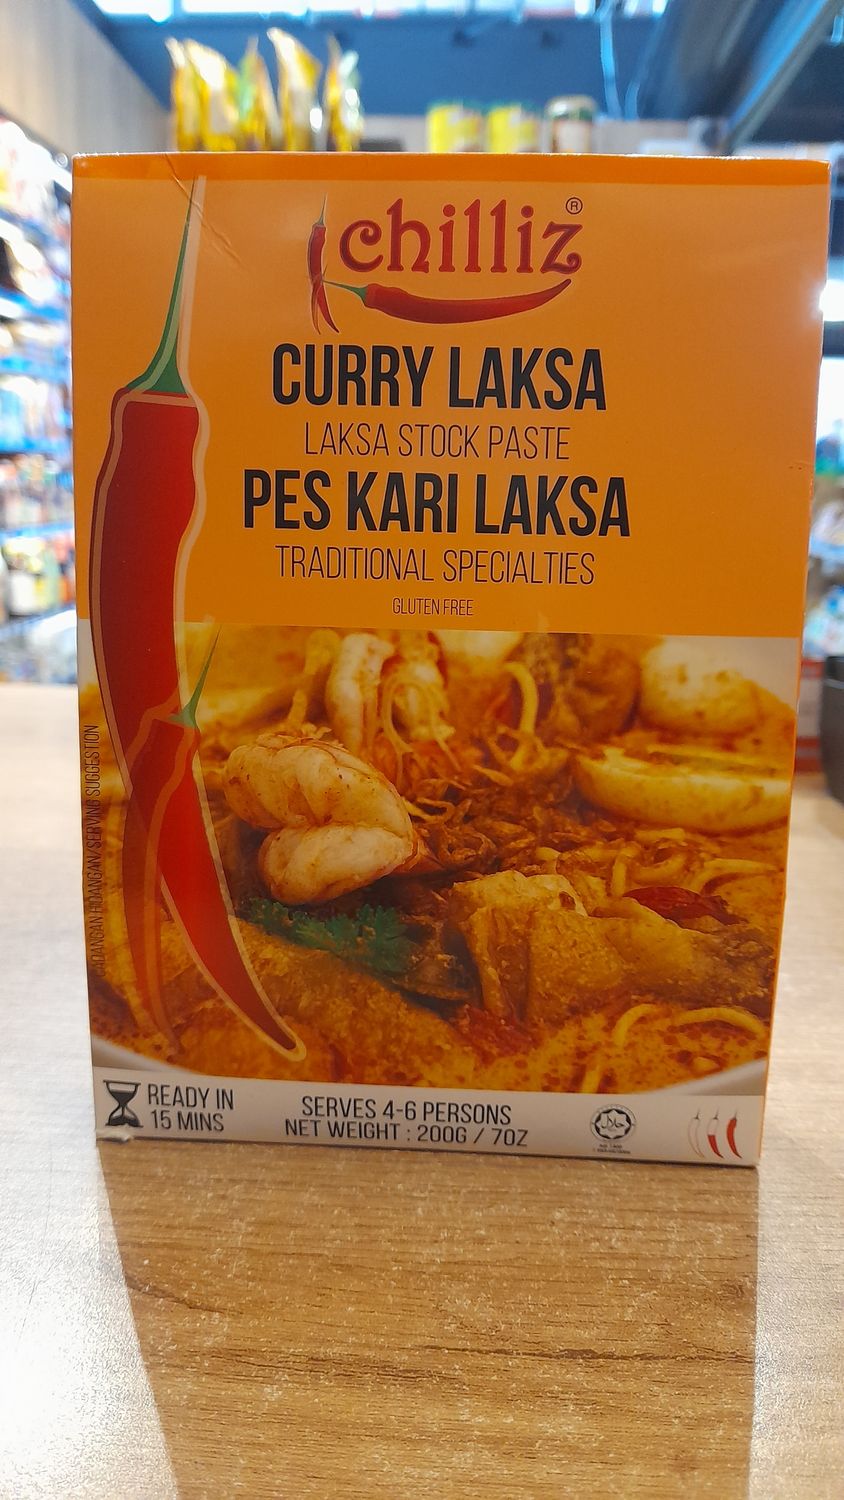 chilliz®
CURRY LAKSA
LAKSA STOCK PASTE
PES KARI LAKSA
TRADITIONAL SPECIALTIES
GLUTEN FREE
CADANGAN HIDANGAN/SERVING SUGGESTION
READY IN
15 MINS
SERVES 4-6 PERSONS
NET WEIGHT : 200G / 7OZ